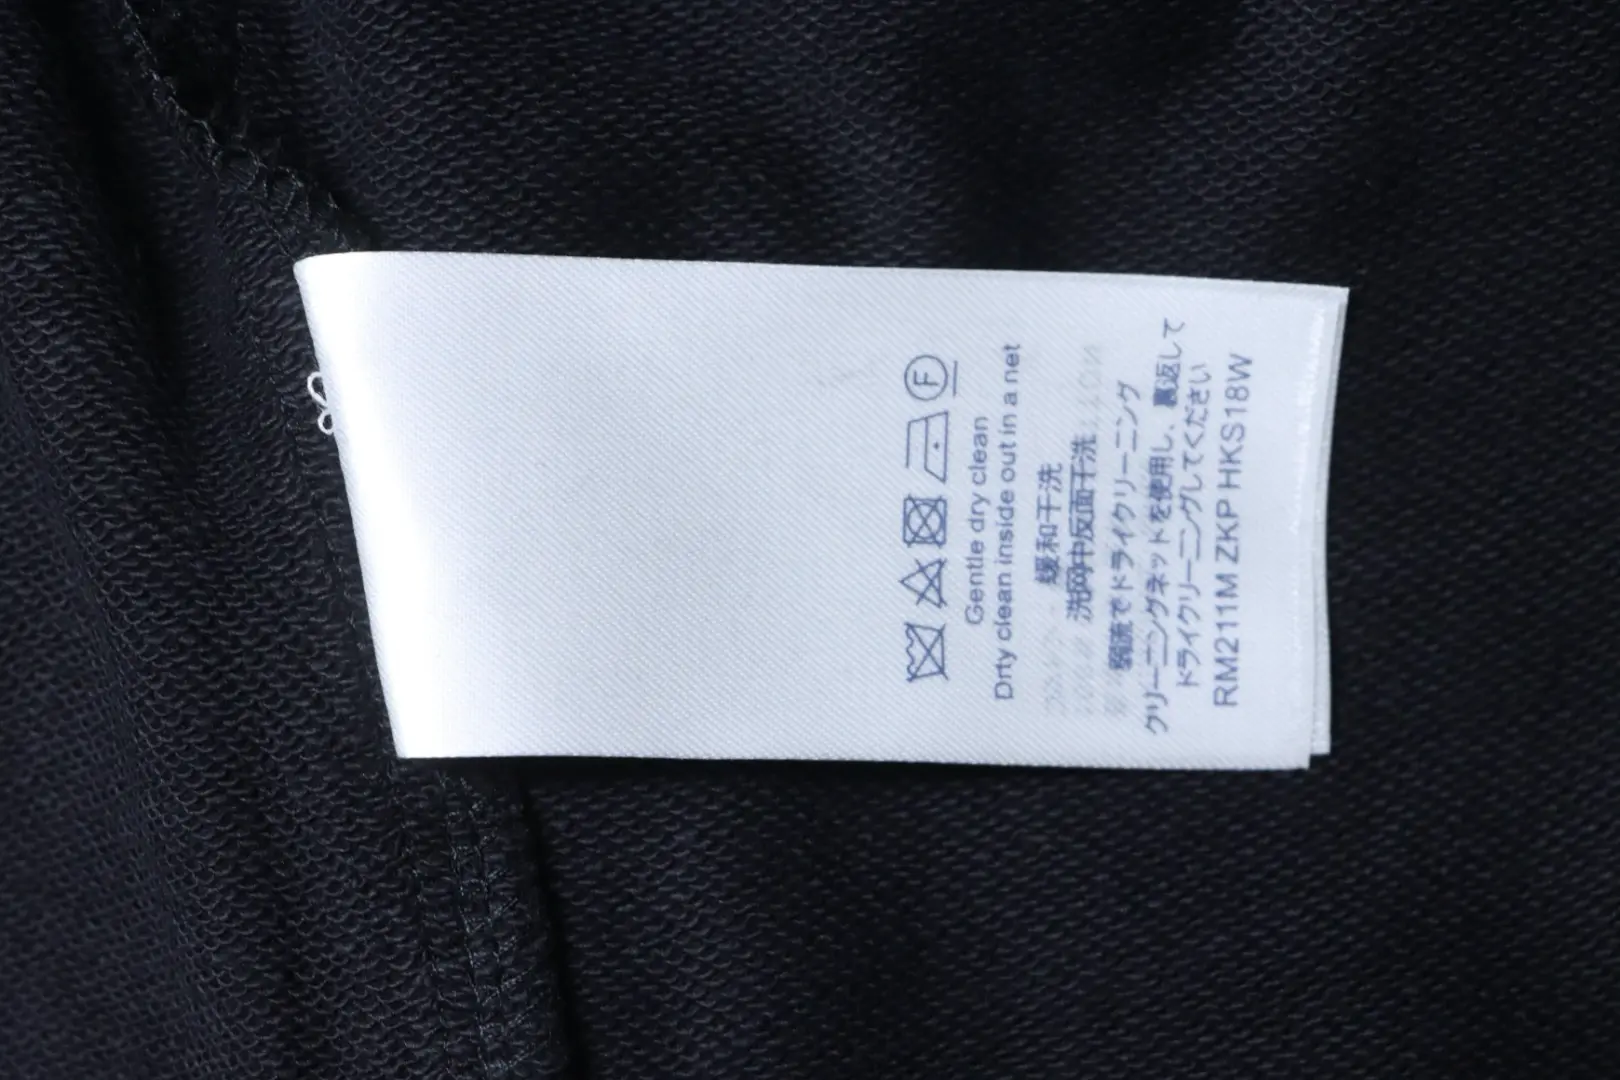 F
Gentle dry clean
Drty clean inside out in a net
缓和干洗
洗网中反面干洗
弱流でドライクリーニング
クリーニングネットを使用し、裏返して
ドライクリーニングしてください
RM2111M ZKP HKS18W